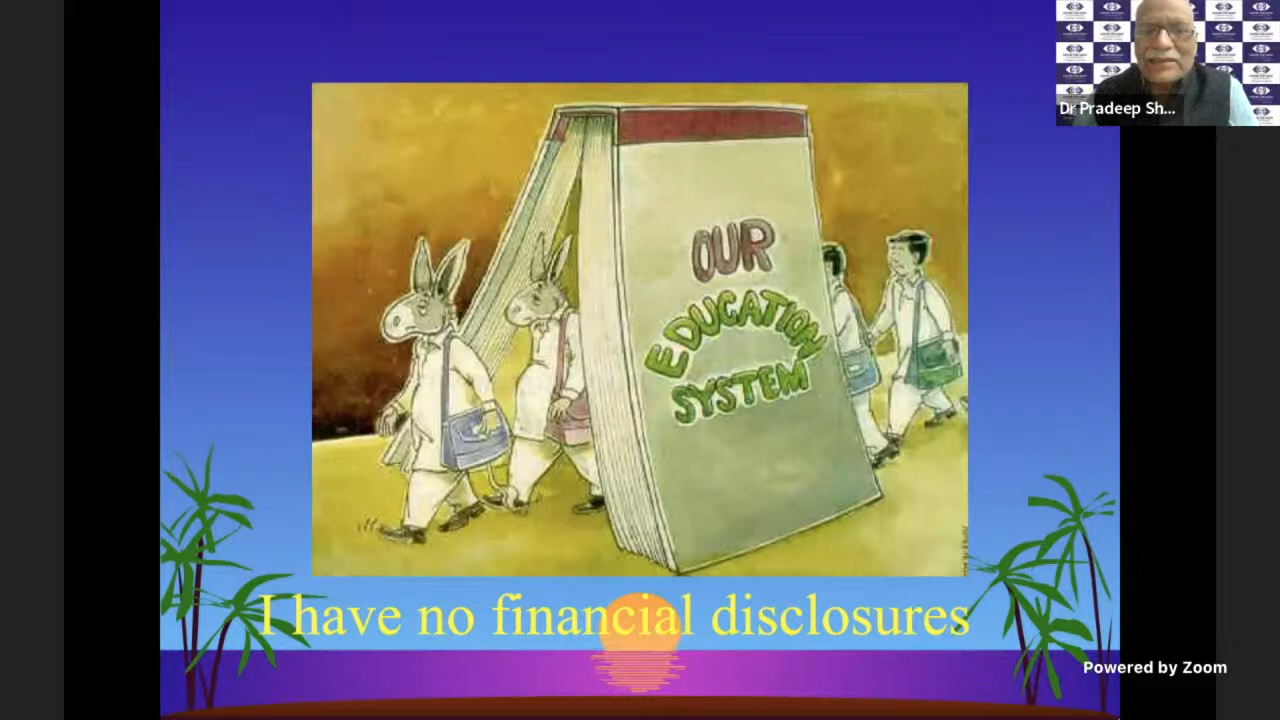 Dr Pradeep Sh...
OUR
EDUCATION
SYSTEM
I have no financial disclosures
Powered by Zoom